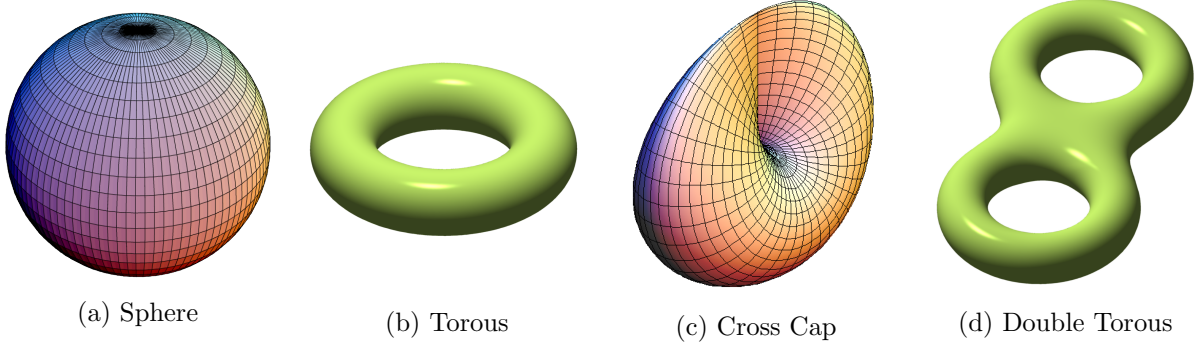 (a) Sphere
(b) Torous
(c) Cross Cap
(d) Double Torous